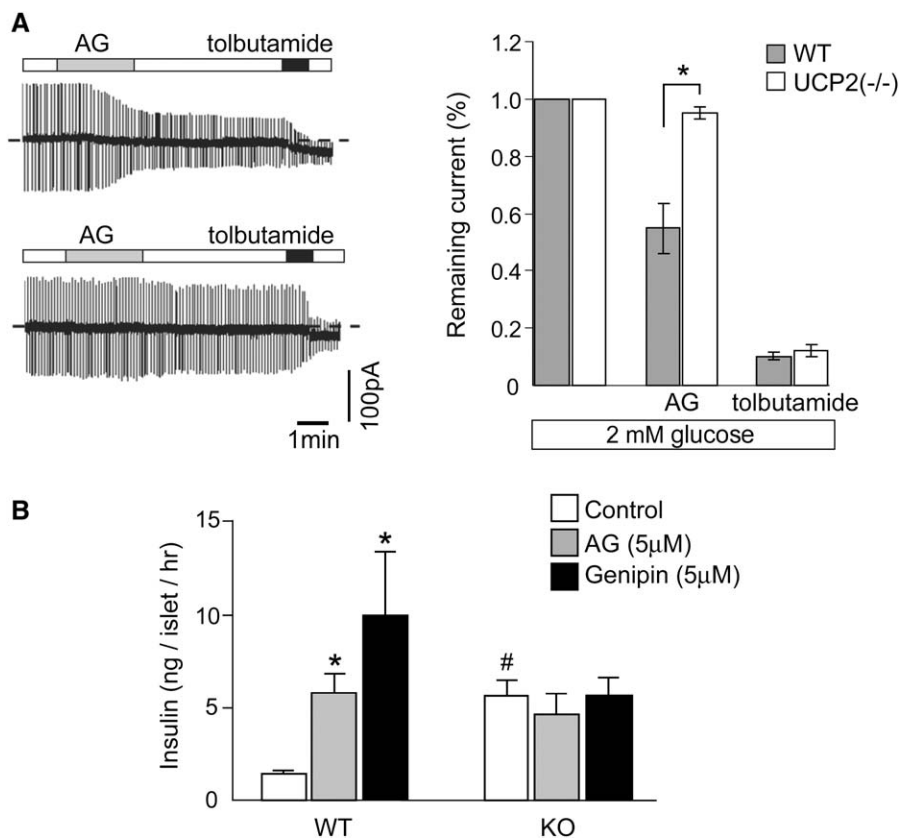 A
AG tolbutamide
AG tolbutamide
100pA
1min
Remaining current (%)
1.2
1.0
0.8
0.6
0.4
0.2
0
*
WT
UCP2(-/-)
AG tolbutamide
2 mM glucose
B
Insulin (ng / islet / hr)
15
10
5
0
*
*
#
Control
AG (5μM)
Genipin (5μM)
WT KO